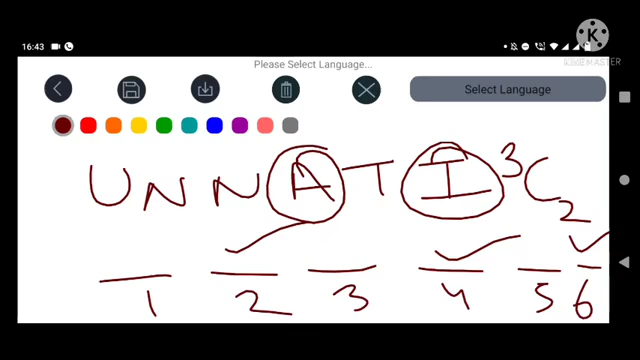 16:43
KINEMASTER
Please Select Language...
Select Language
UNNATI ³C₂
1 2 3 4 5 6